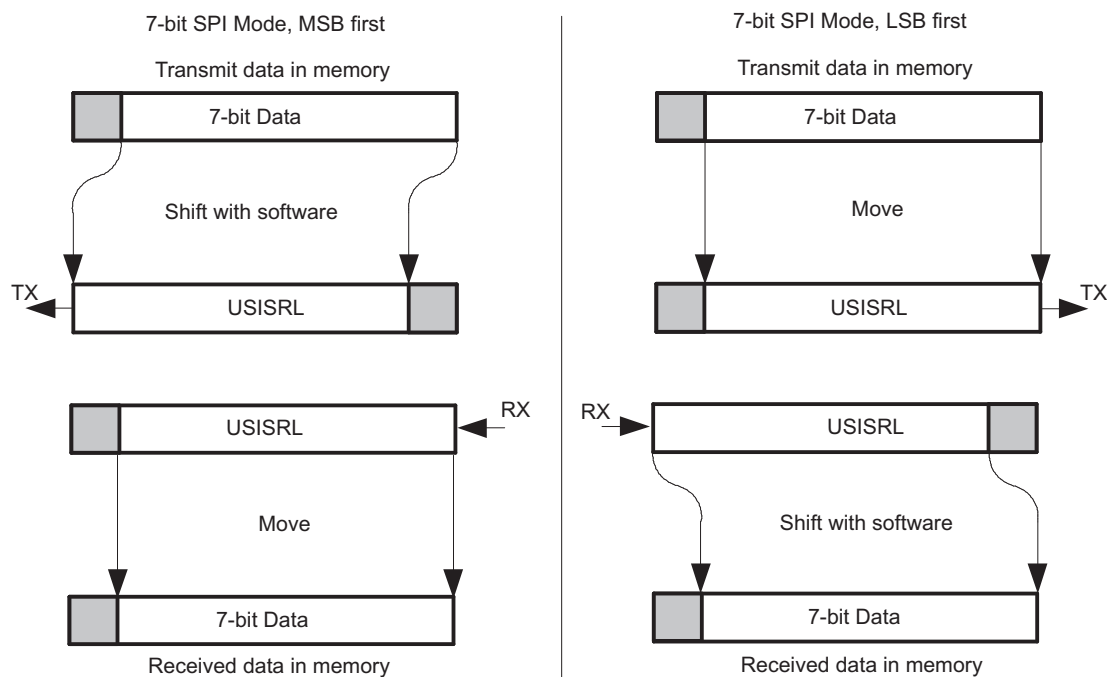 7-bit SPI Mode, MSB first
Transmit data in memory
7-bit Data
Shift with software
TX
USISRL
USISRL
RX
Move
7-bit Data
Received data in memory
7-bit SPI Mode, LSB first
Transmit data in memory
7-bit Data
Move
USISRL
TX
RX
USISRL
Shift with software
7-bit Data
Received data in memory